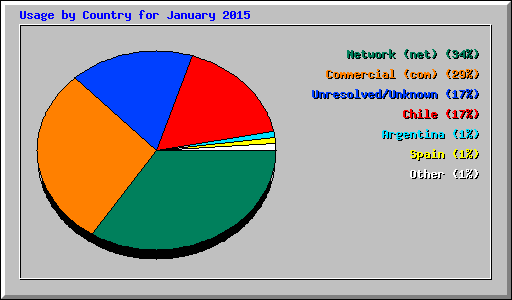 Usage by Country for January 2015
Network (net) (34%)
Commercial (com) (29%)
Unresolved/Unknown (17%)
Chile (17%)
Argentina (1%)
Spain (1%)
Other (1%)